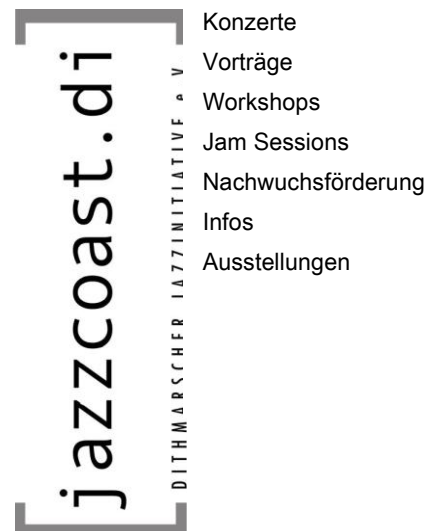 jazzcoast.di
DITHMARSCHER JAZZINITIATIVE e V
Konzerte
Vorträge
Workshops
Jam Sessions
Nachwuchsförderung
Infos
Ausstellungen